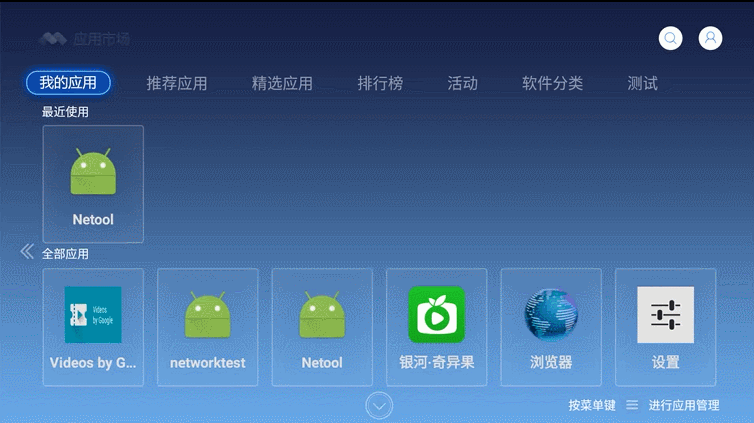 应用市场
我的应用 推荐应用 精选应用 排行榜 活动 软件分类 测试
最近使用
Netool
全部应用
Videos by Google
Videos by G... networktest Netool 银河·奇异果 浏览器 设置
按菜单键 进行应用管理